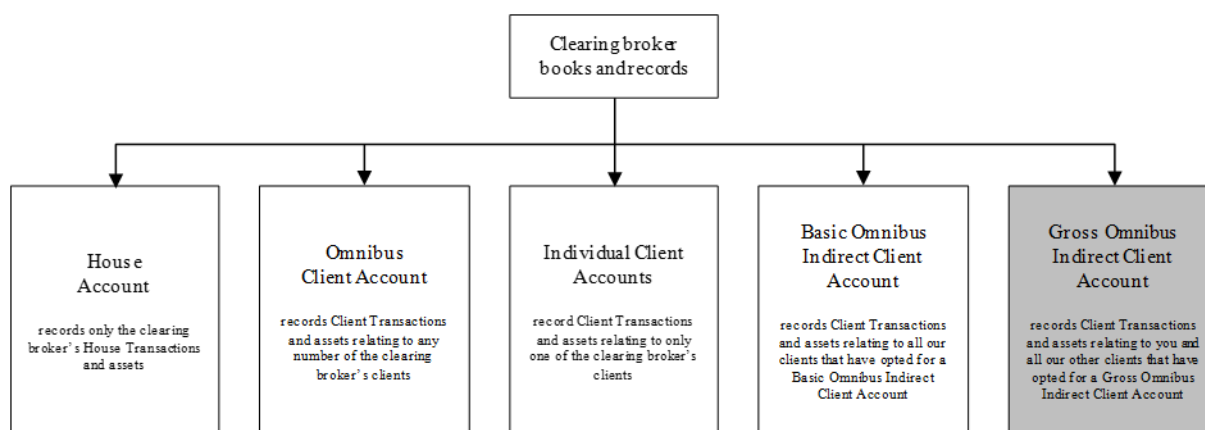 Clearing broker
books and records
House
Account
records only the clearing
broker's House Transactions
and assets
Omnibus
Client Account
records Client Transactions
and assets relating to any
number of the clearing
broker's clients
Individual Client
Accounts
record Client Transactions
and assets relating to only
one of the clearing broker's
clients
Basic Omnibus
Indirect Client
Account
records Client Transactions
and assets relating to all our
clients that have opted for a
Basic Omnibus Indirect
Client Account
Gross Omnibus
Indirect Client
Account
records Client Transactions
and assets relating to you and
all our other clients that have
opted for a Gross Omnibus
Indirect Client Account